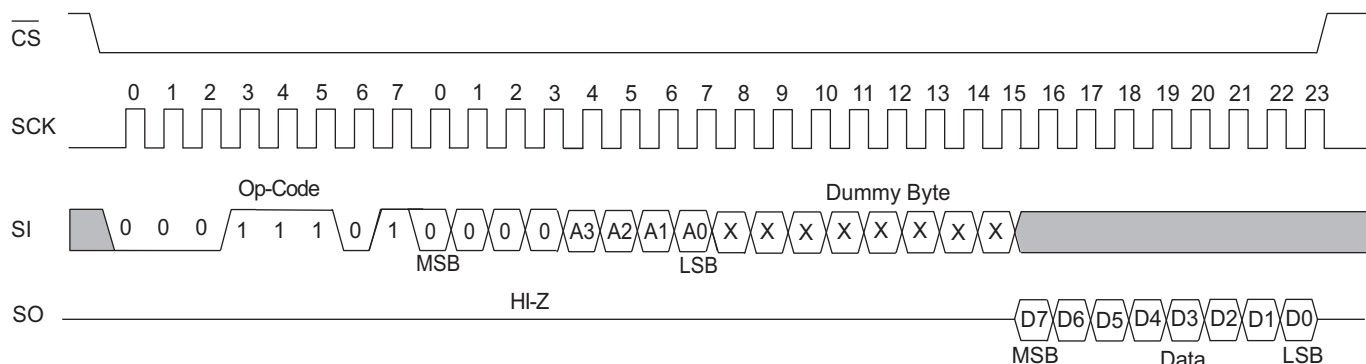 CS
0 1 2 3 4 5 6 7 0 1 2 3 4 5 6 7 8 9 10 11 12 13 14 15 16 17 18 19 20 21 22 23
SCK
Op-Code Dummy Byte
SI 0 0 0 1 1 1 0 1 0 0 0 0 A3 A2 A1 A0 X X X X X X X X
MSB LSB
HI-Z
SO D7 D6 D5 D4 D3 D2 D1 D0
MSB Data LSB